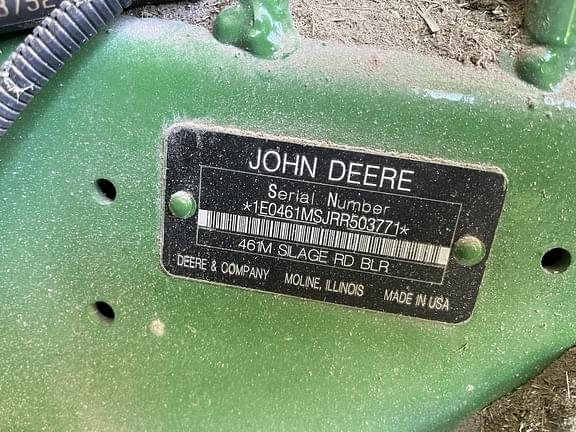 JOHN DEERE
Serial Number
*1E0461MSJRR503771*
461M SILAGE RD BLR
DEERE & COMPANY MOLINE, ILLINOIS MADE IN USA